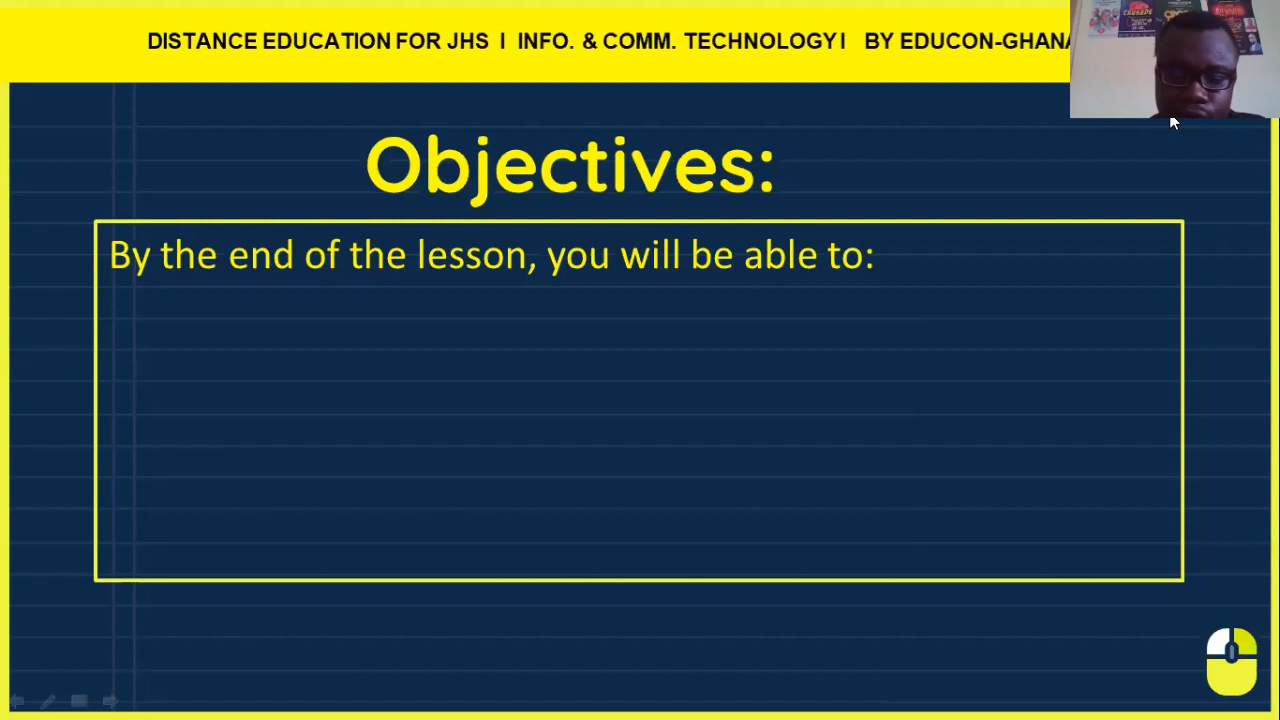 DISTANCE EDUCATION FOR JHS I INFO. & COMM. TECHNOLOGY I BY EDUCON-GHANA
Objectives:
By the end of the lesson, you will be able to: